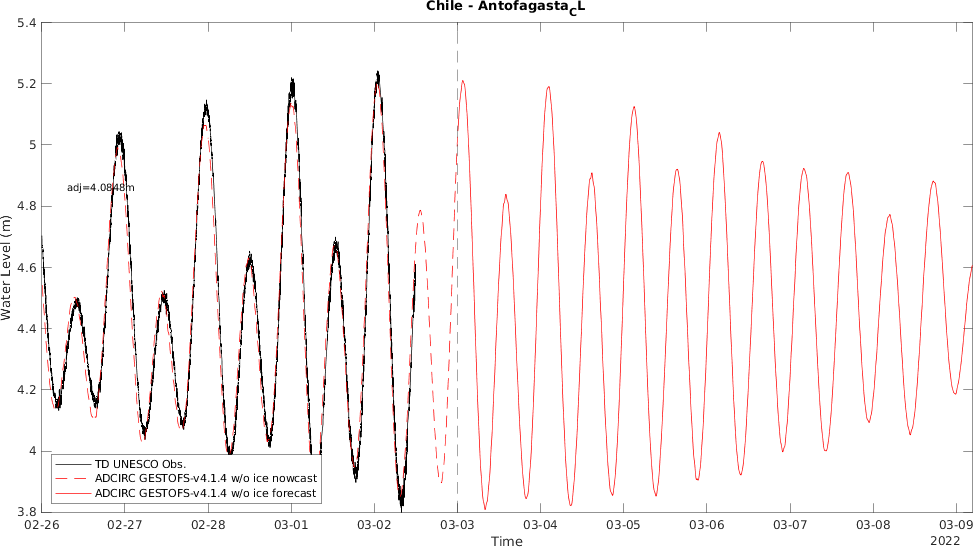 Chile - Antofagasta_CL
5.4
5.2
5
4.8
4.6
4.4
4.2
4
3.8
Water Level (m)
adj=4.0848m
TD UNESCO Obs.
ADCIRC GESTOFS-v4.1.4 w/o ice nowcast
ADCIRC GESTOFS-v4.1.4 w/o ice forecast
02-26 02-27 02-28 03-01 03-02 03-03 03-04 03-05 03-06 03-07 03-08 03-09
Time
2022